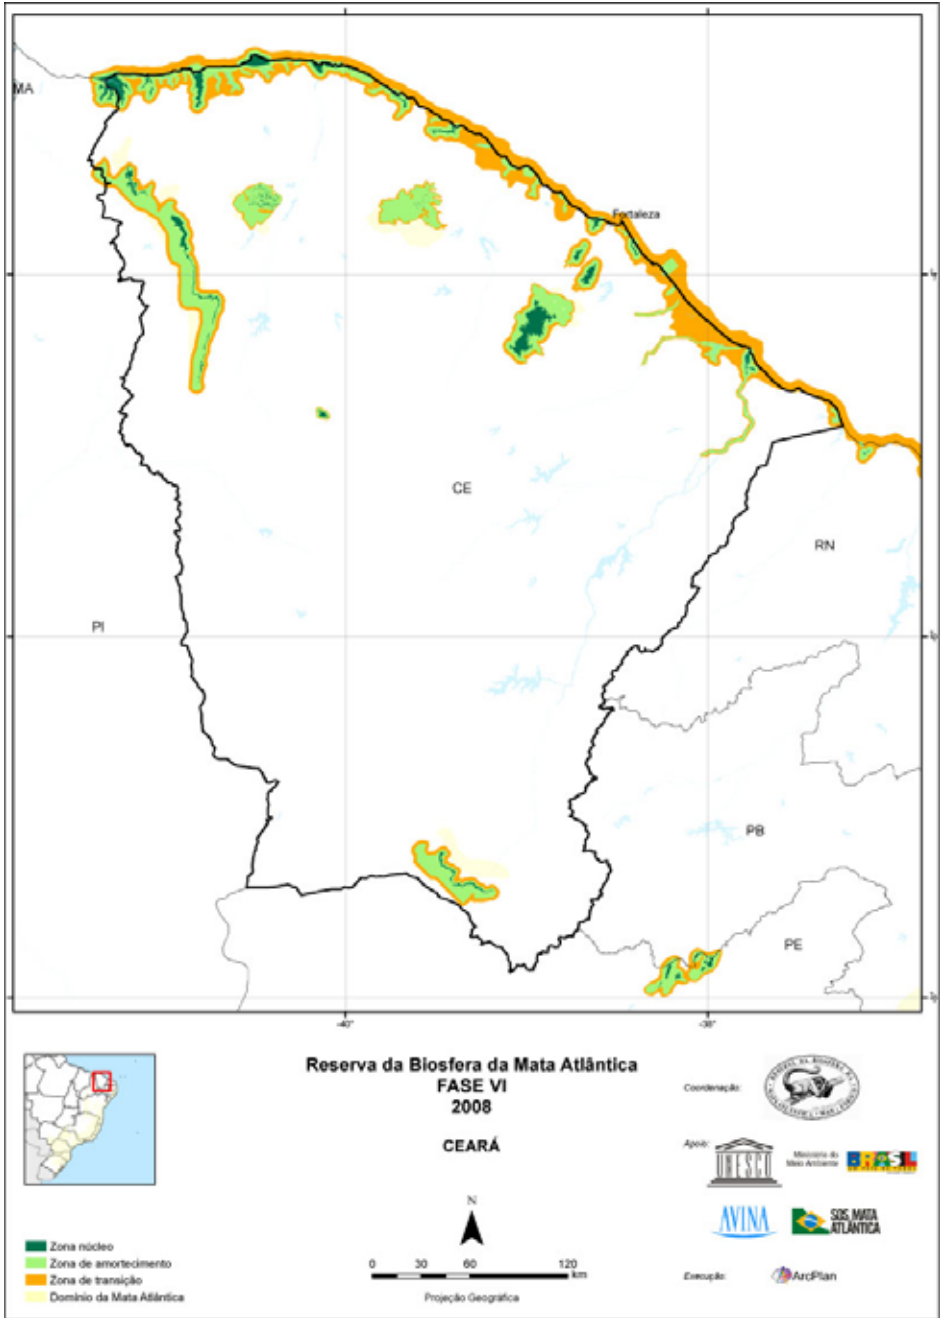 MA
Fortaleza
CE
RN
PI
PB
PE
-40°
-38°
Reserva da Biosfera da Mata Atlântica
FASE VI
2008
CEARÁ
Coordenação:
Apoio:
UNESCO
Ministério do
Meio Ambiente
BRASIL
AVINA
SOS MATA
ATLÂNTICA
N
0 30 60 120
km
Projeção Geográfica
Execução:
ArcPlan
Zona núcleo
Zona de amortecimento
Zona de transição
Domínio da Mata Atlântica